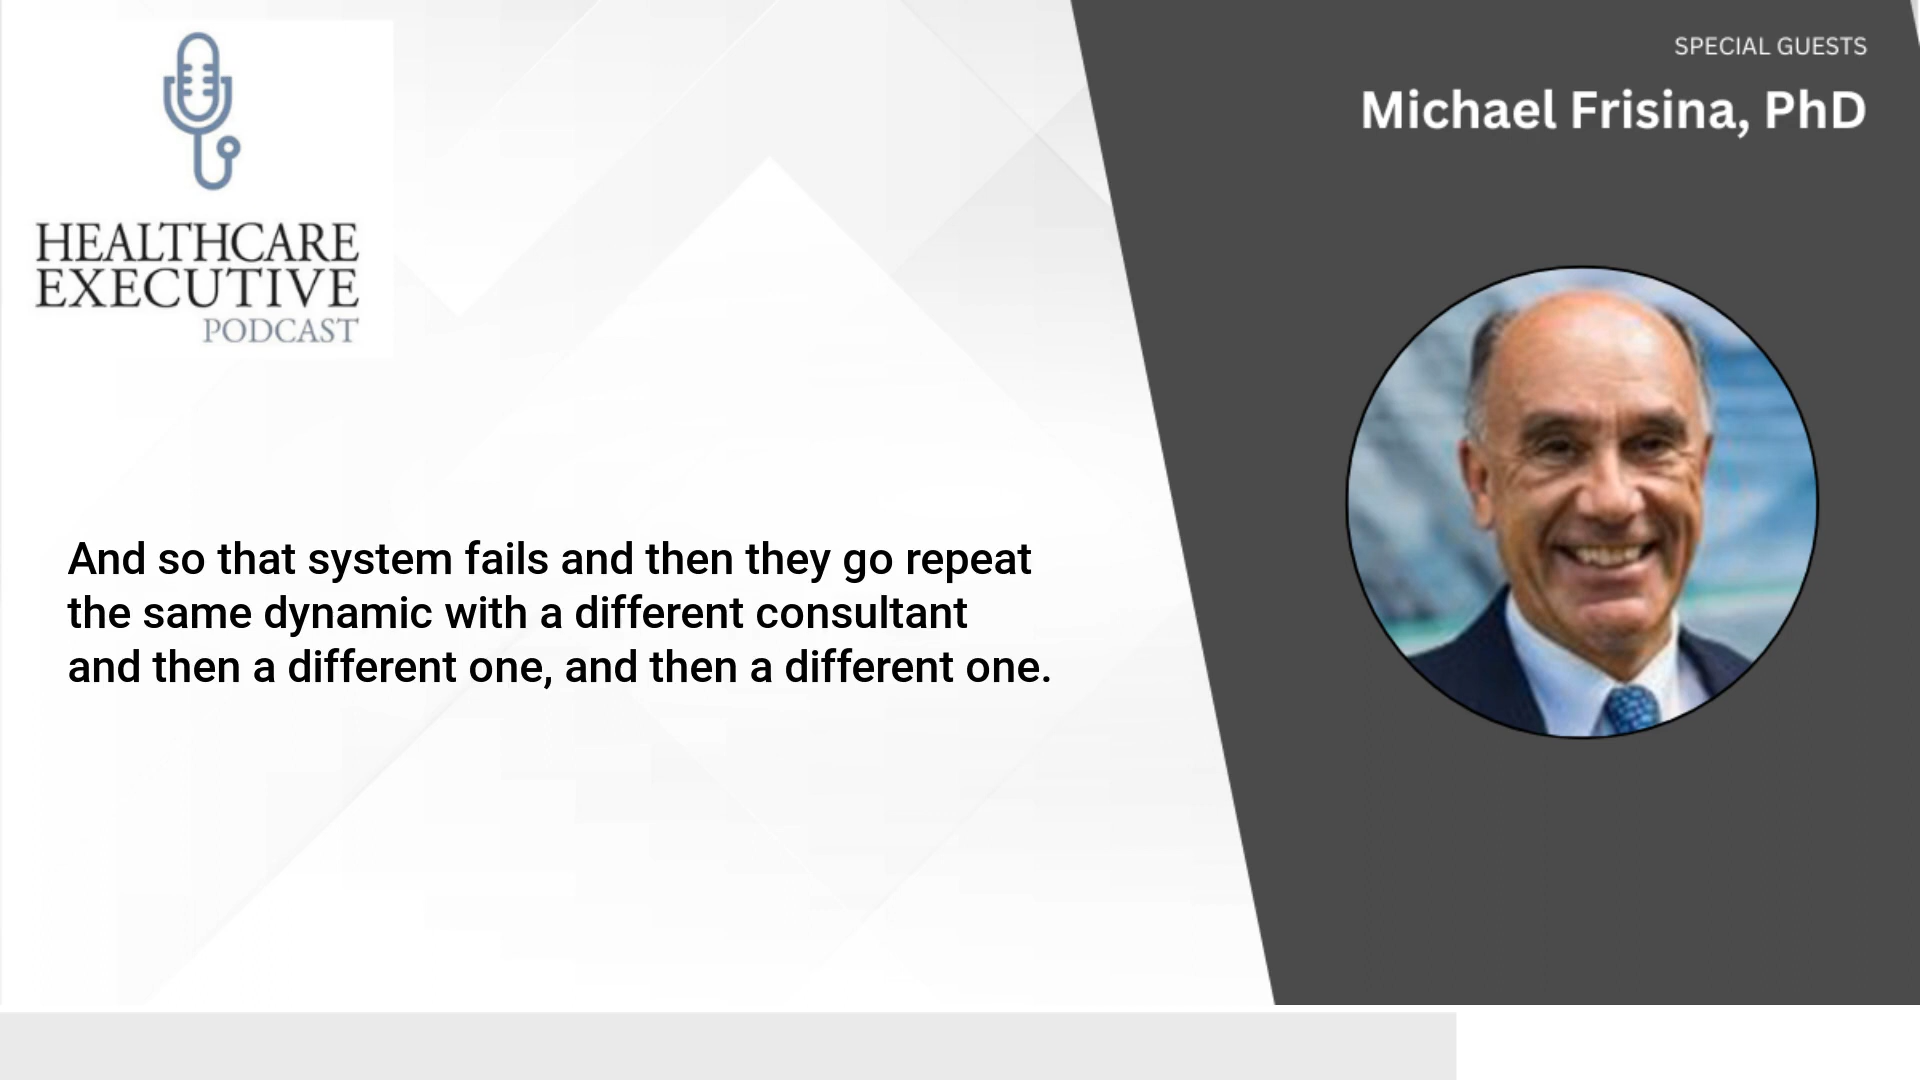 HEALTHCARE
EXECUTIVE
PODCAST
SPECIAL GUESTS
Michael Frisina, PhD
And so that system fails and then they go repeat
the same dynamic with a different consultant
and then a different one, and then a different one.